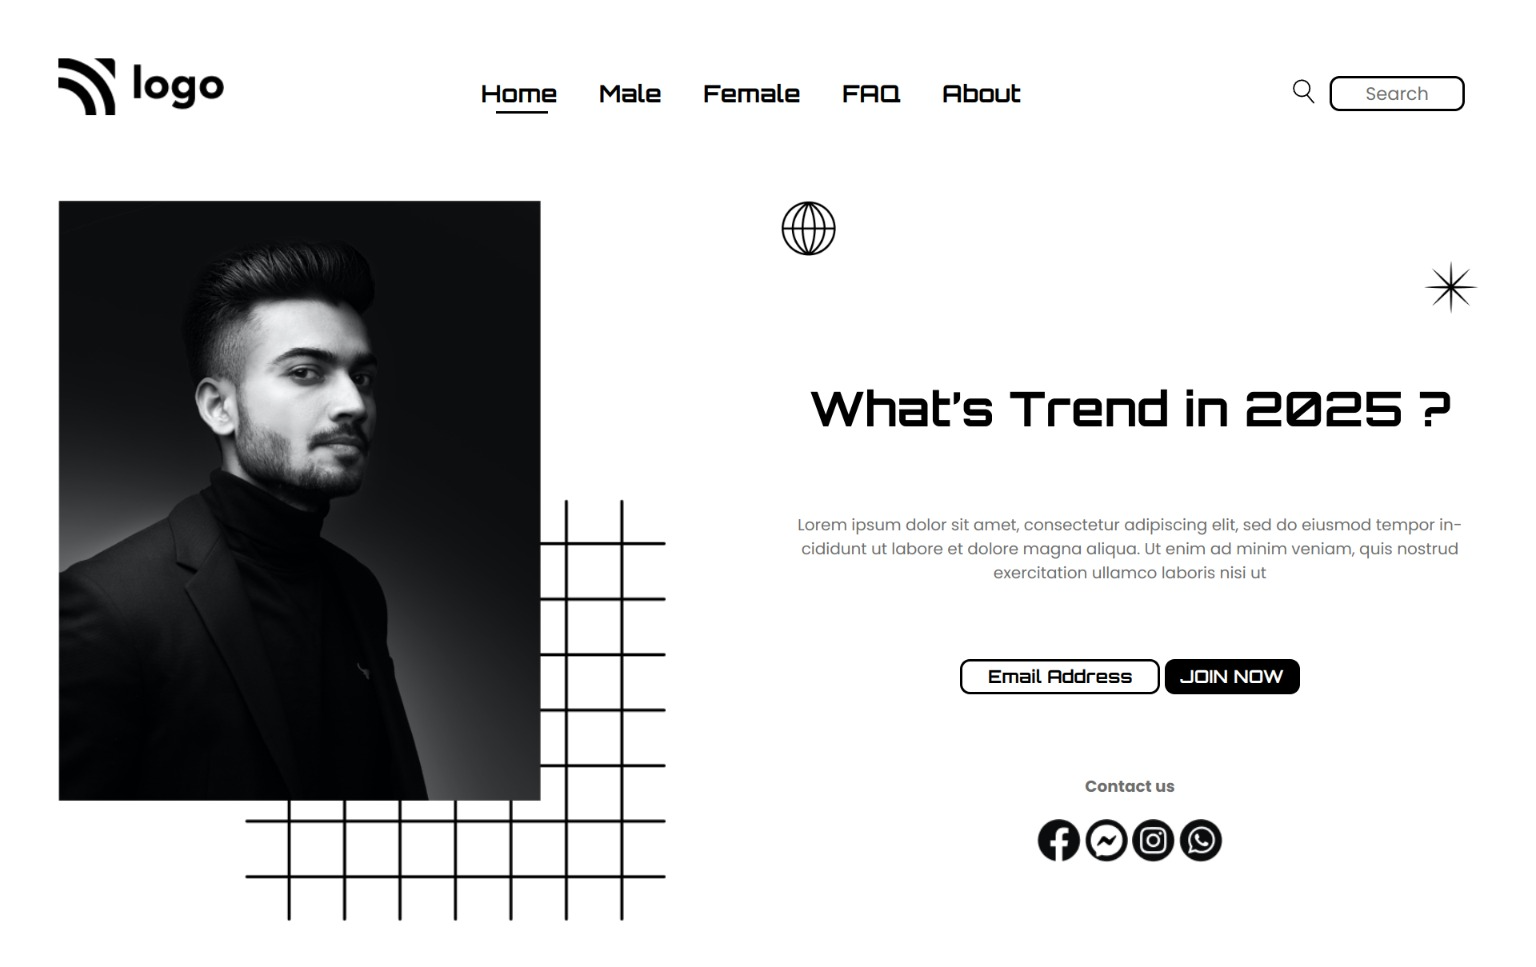 logo
Home Male Female FAQ About
Search
What's Trend in 2025 ?
Lorem ipsum dolor sit amet, consectetur adipiscing elit, sed do eiusmod tempor in-
cididunt ut labore et dolore magna aliqua. Ut enim ad minim veniam, quis nostrud
exercitation ullamco laboris nisi ut
Email Address JOIN NOW
Contact us